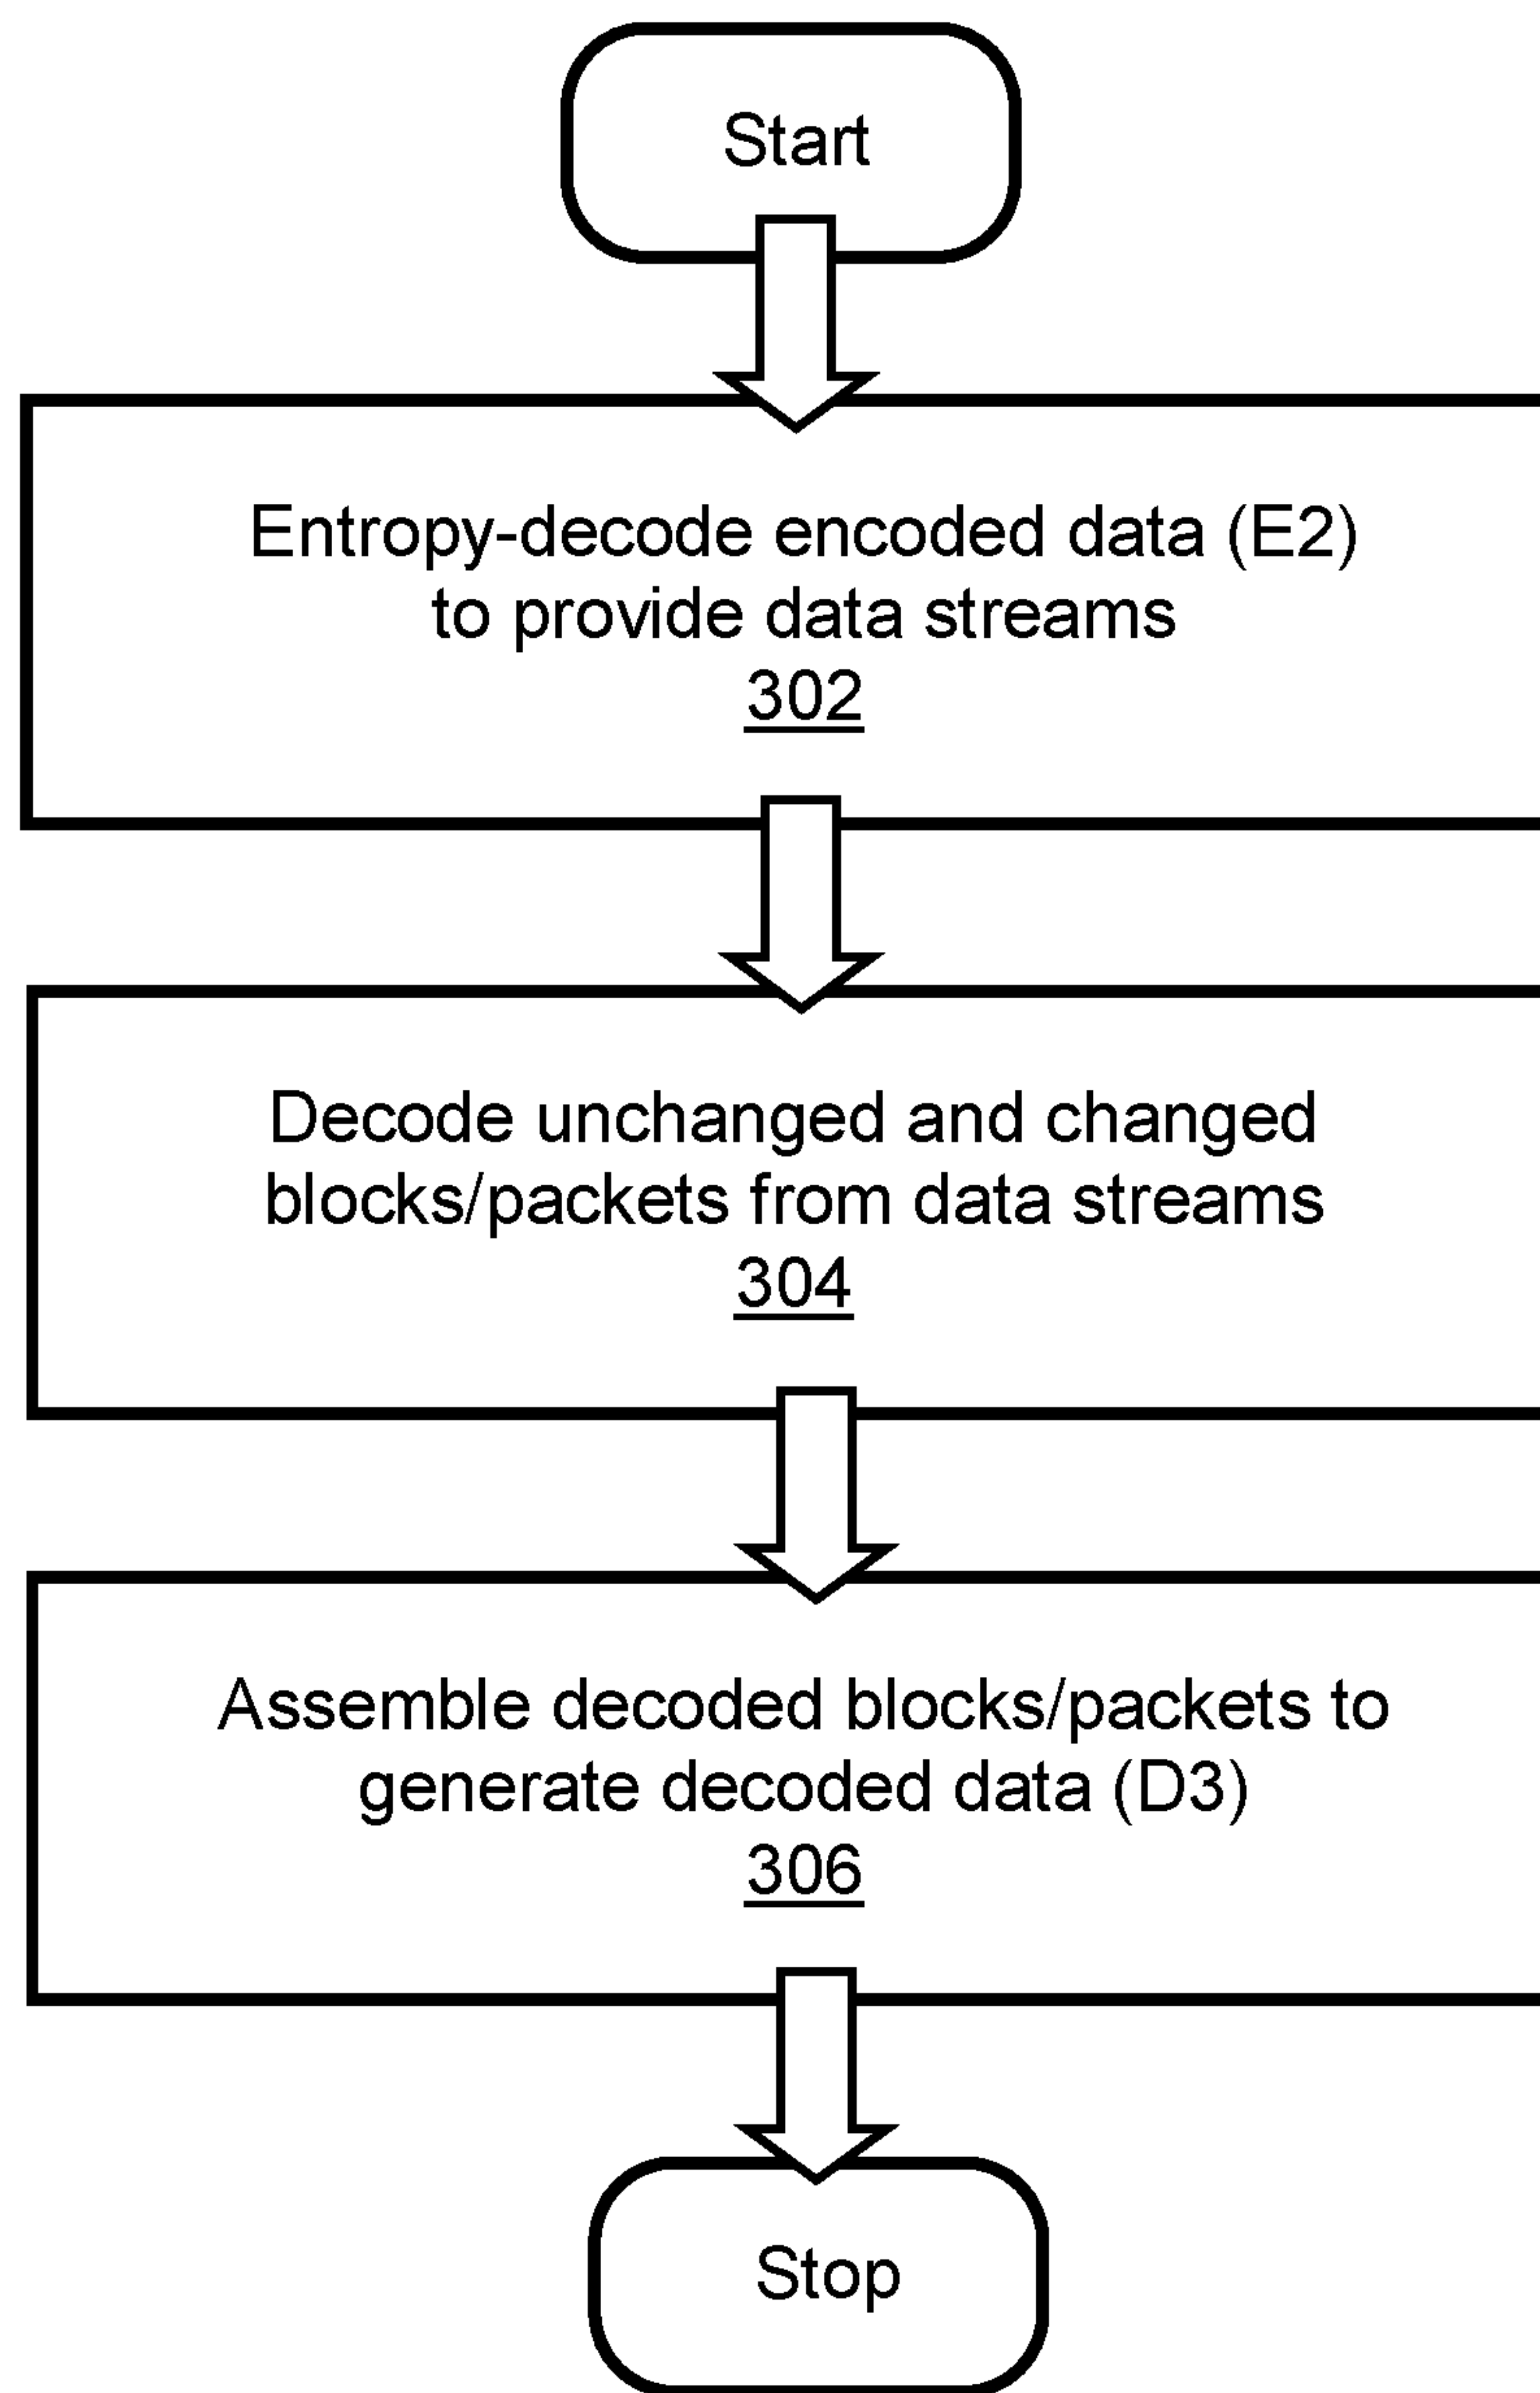 Start
Entropy-decode encoded data (E2)
to provide data streams
302
Decode unchanged and changed
blocks/packets from data streams
304
Assemble decoded blocks/packets to
generate decoded data (D3)
306
Stop